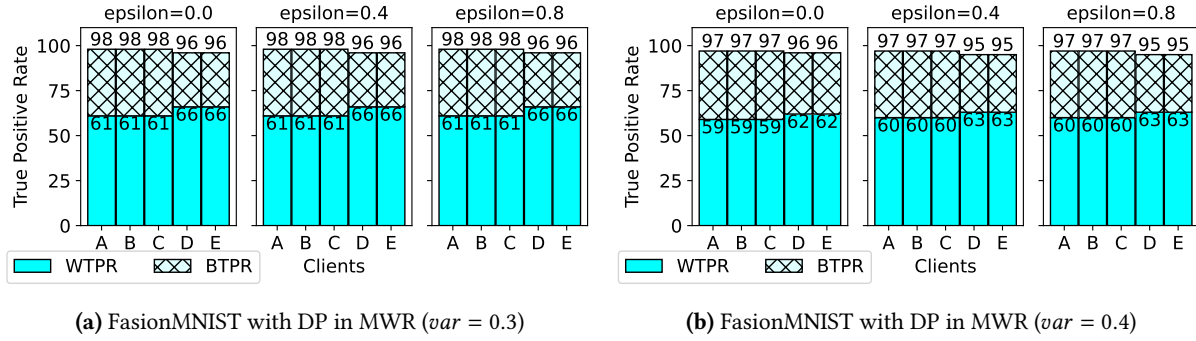 epsilon=0.0 epsilon=0.4 epsilon=0.8
True Positive Rate
100
75
50
25
0
98 98 98 96 96
61 61 61 66 66
98 98 98 96 96
61 61 61 66 66
98 98 98 96 96
61 61 61 66 66
A B C D E A B C D E A B C D E
WTPR BTPR Clients
(a) FasionMNIST with DP in MWR (var = 0.3)
epsilon=0.0 epsilon=0.4 epsilon=0.8
True Positive Rate
100
75
50
25
0
97 97 97 96 96
59 59 59 62 62
97 97 97 95 95
60 60 60 63 63
97 97 97 95 95
60 60 60 63 63
A B C D E A B C D E A B C D E
WTPR BTPR Clients
(b) FasionMNIST with DP in MWR (var = 0.4)